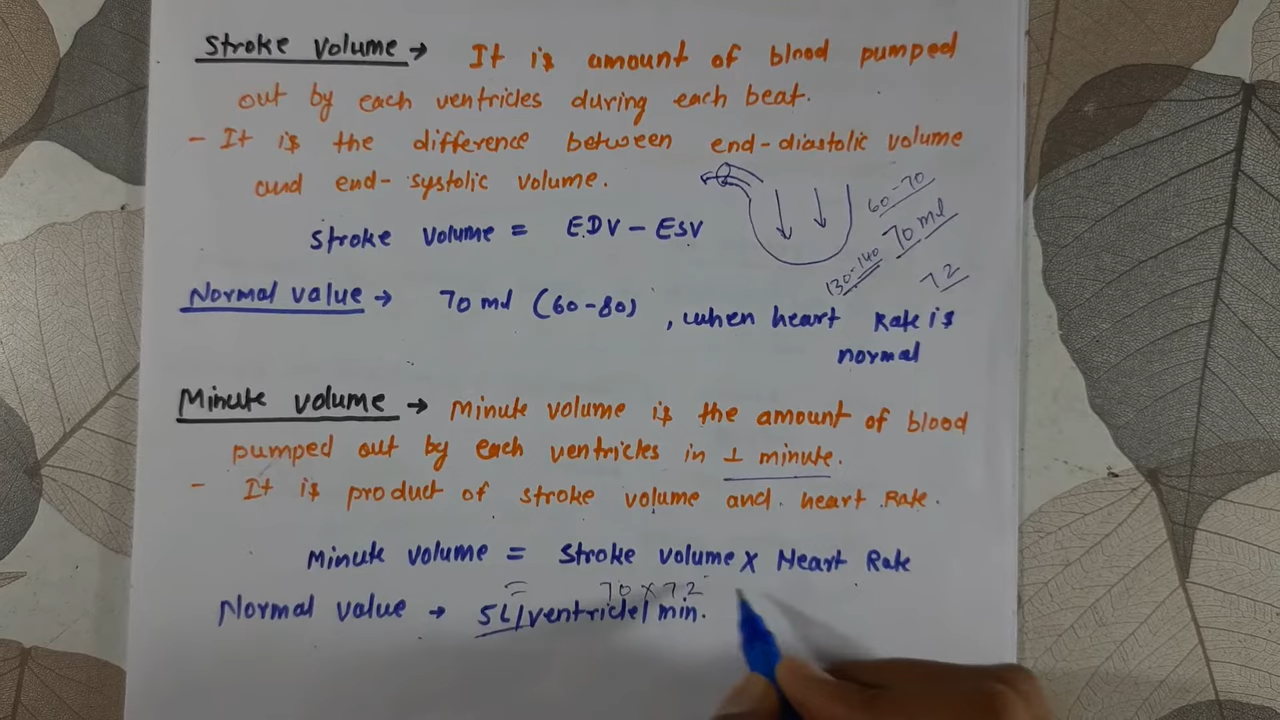 Stroke Volume → It is amount of blood pumped
out by each ventricles during each beat.
- It is the difference between end-diastolic volume
and end-systolic volume.
60-70
Stroke Volume = EDV - ESV
70 ml
130-140
72
Normal value → 70 ml (60-80), when heart Rate is
normal
Minute volume → Minute volume is the amount of blood
pumped out by each ventricles in 1 minute.
- It is product of stroke volume and heart Rate.
Minute volume = Stroke volume x Heart Rate
= 70 x 72
Normal value → 5L/ventricle/min.